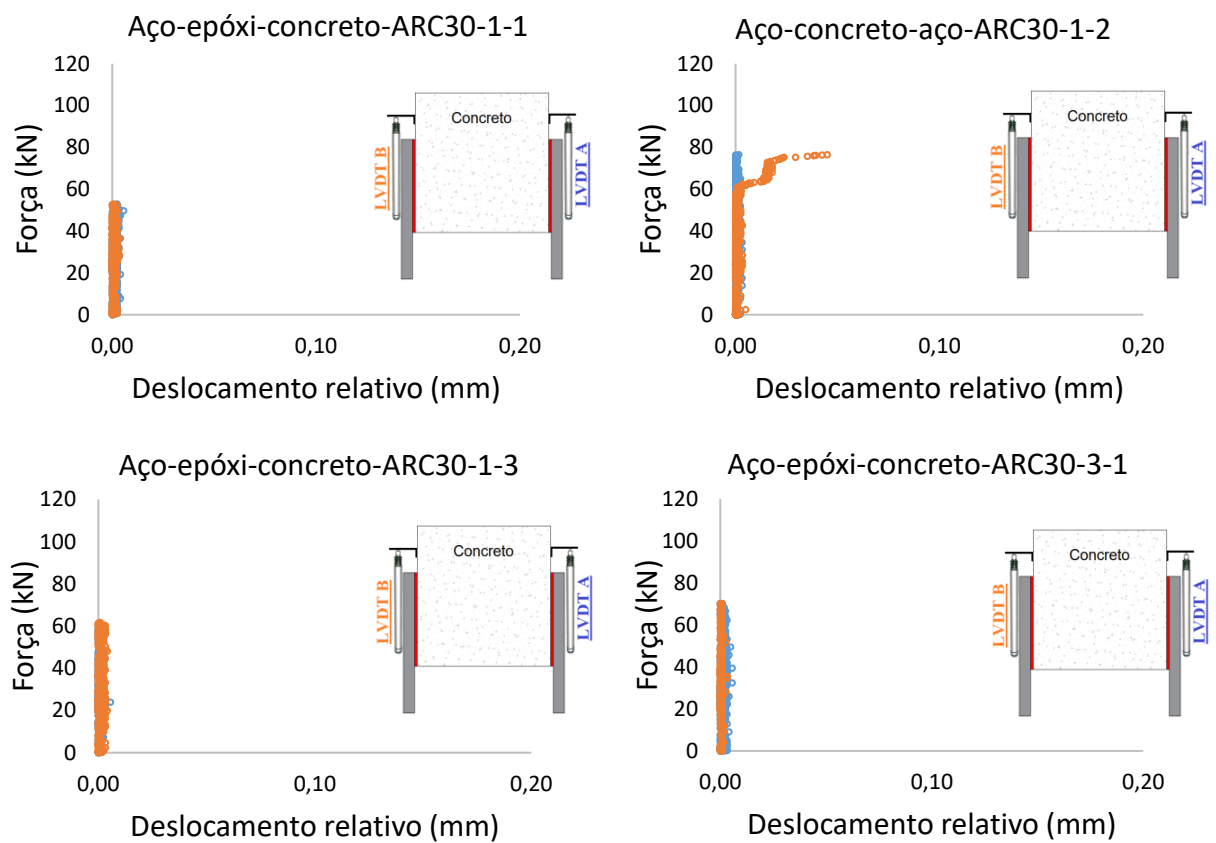 Aço-epóxi-concreto-ARC30-1-1
120
100
80
60
40
20
0
Força (kN)
0,00
0,10
0,20
Deslocamento relativo (mm)
Concreto
LVDT B
LVDT A
Aço-concreto-aço-ARC30-1-2
120
100
80
60
40
20
0
Força (kN)
0,00
0,10
0,20
Deslocamento relativo (mm)
Concreto
LVDT B
LVDT A
Aço-epóxi-concreto-ARC30-1-3
120
100
80
60
40
20
0
Força (kN)
0,00
0,10
0,20
Deslocamento relativo (mm)
Concreto
LVDT B
LVDT A
Aço-epóxi-concreto-ARC30-3-1
120
100
80
60
40
20
0
Força (kN)
0,00
0,10
0,20
Deslocamento relativo (mm)
Concreto
LVDT B
LVDT A